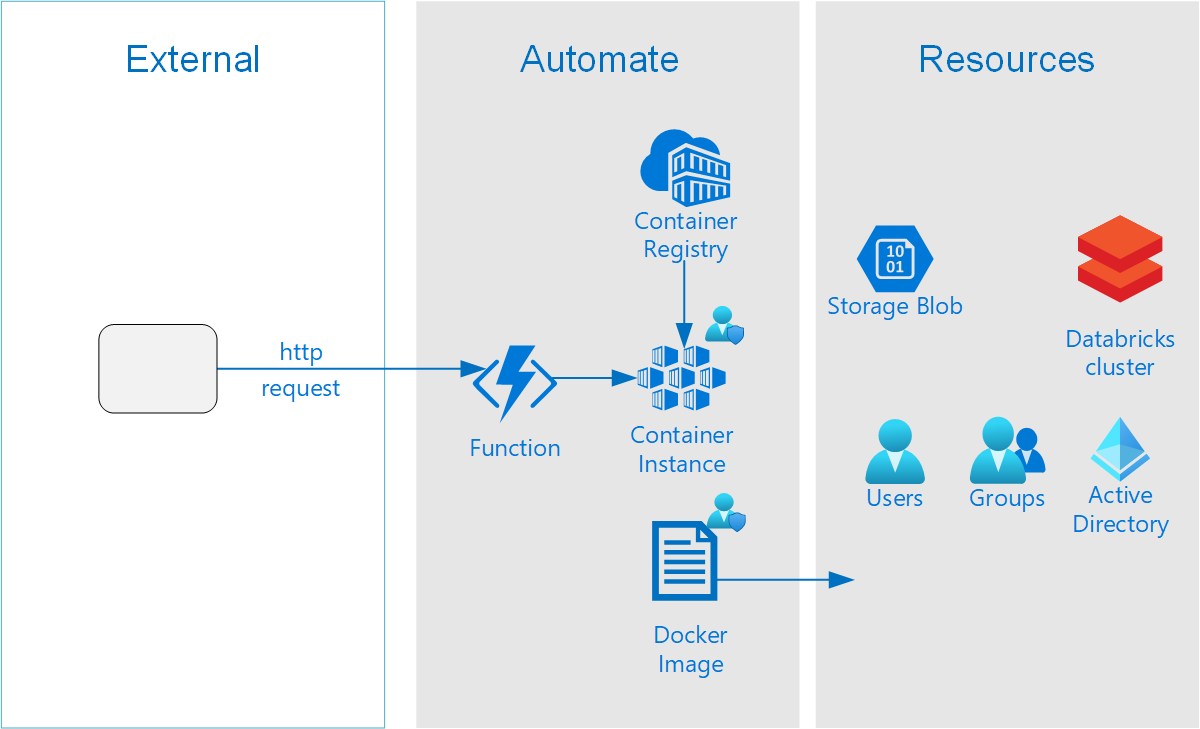 External
Automate
Resources
Container
Registry
10
01
Storage Blob
Databricks
cluster
http
request
Function
Container
Instance
Users
Groups
Active
Directory
Docker
Image